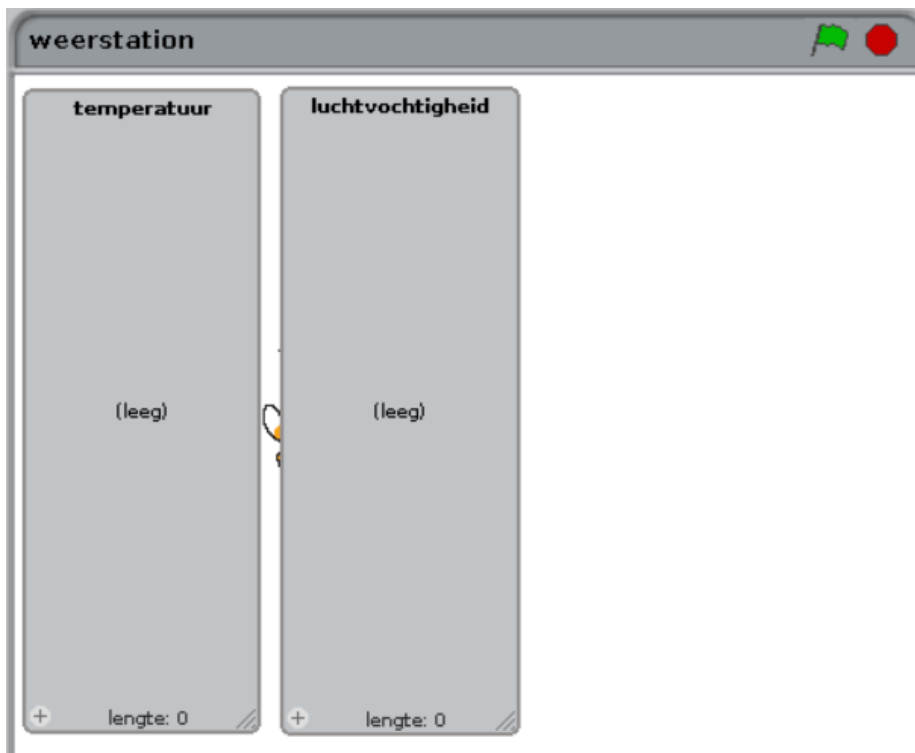 weerstation
temperatuur
luchtvochtigheid
(leeg)
(leeg)
+ lengte: 0
+ lengte: 0